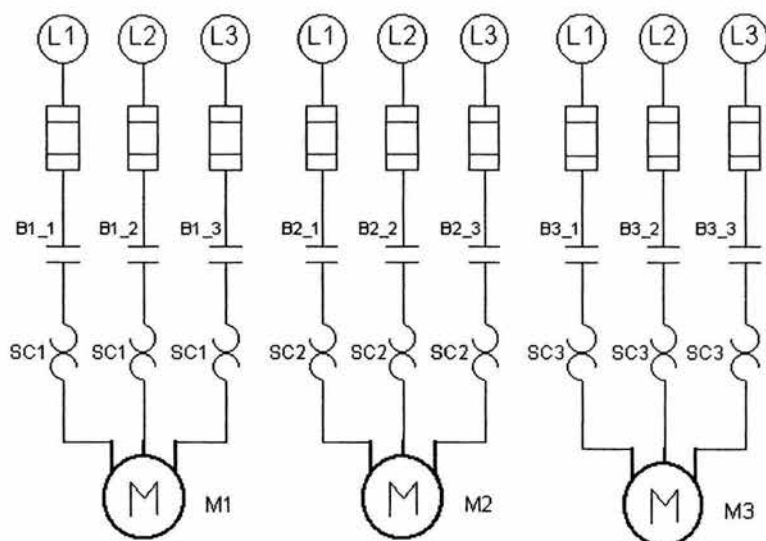 L1 L2 L3 L1 L2 L3 L1 L2 L3
B1_1 B1_2 B1_3 B2_1 B2_2 B2_3 B3_1 B3_2 B3_3
SC1 SC1 SC1 SC2 SC2 SC2 SC3 SC3 SC3
M M1 M M2 M M3